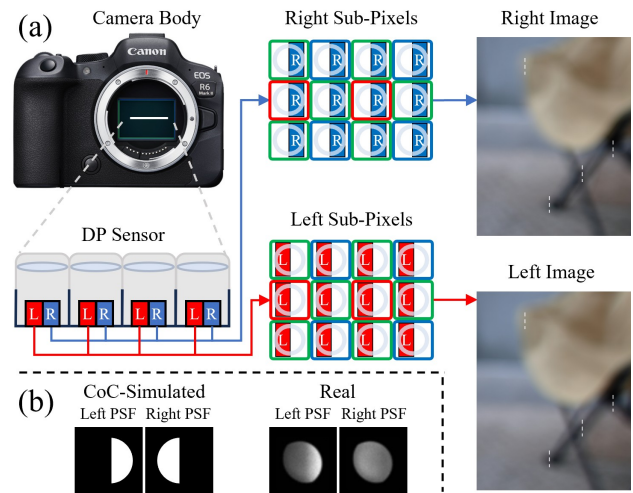 (a)
Camera Body
Right Sub-Pixels
Right Image
Canon
EOS
R6
Mark II
R R R R
R R R R
R R R R
DP Sensor
Left Sub-Pixels
Left Image
L R L R L R L R
L L L L
L L L L
L L L L
(b)
CoC-Simulated
Real
Left PSF Right PSF
Left PSF Right PSF